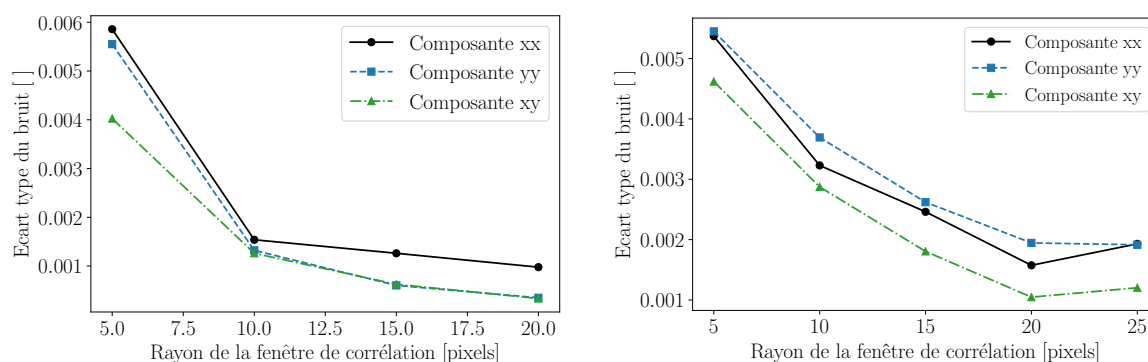 0.006
0.005
0.004
0.003
0.002
0.001
Ecart type du bruit [ ]
Composante xx
Composante yy
Composante xy
5.0 7.5 10.0 12.5 15.0 17.5 20.0
Rayon de la fenêtre de corrélation [pixels]
0.005
0.004
0.003
0.002
0.001
Ecart type du bruit [ ]
Composante xx
Composante yy
Composante xy
5 10 15 20 25
Rayon de la fenêtre de corrélation [pixels]